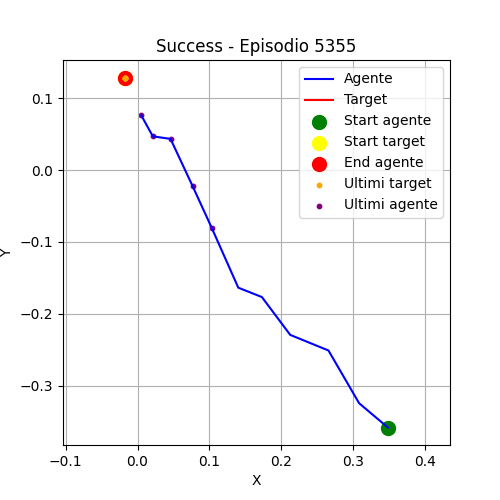 Success - Episodio 5355
Agente
Target
Start agente
Start target
End agente
Ultimi target
Ultimi agente
0.1
0.0
−0.1
−0.2
−0.3
Y
−0.1
0.0
0.1
0.2
0.3
0.4
X